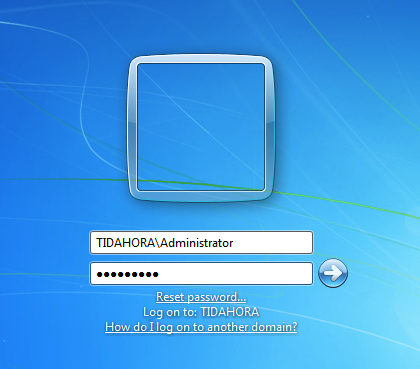 TIDAHORA\Administrator
●●●●●●●●●
Reset password...
Log on to: TIDAHORA
How do I log on to another domain?